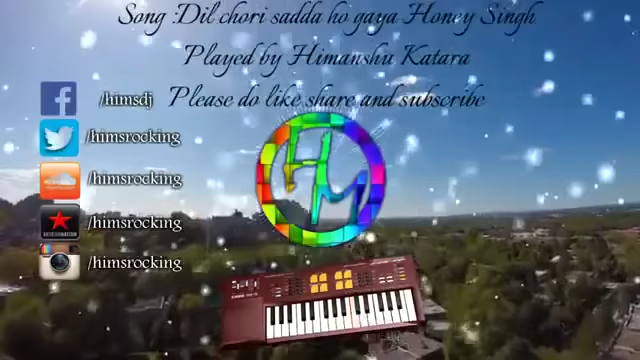 Song :Dil chori sadda ho gaya Honey Singh
Played by Himanshu Katara
Please do like share and subscribe
/himsdj
/himsrocking
/himsrocking
/himsrocking
/himsrocking
HM